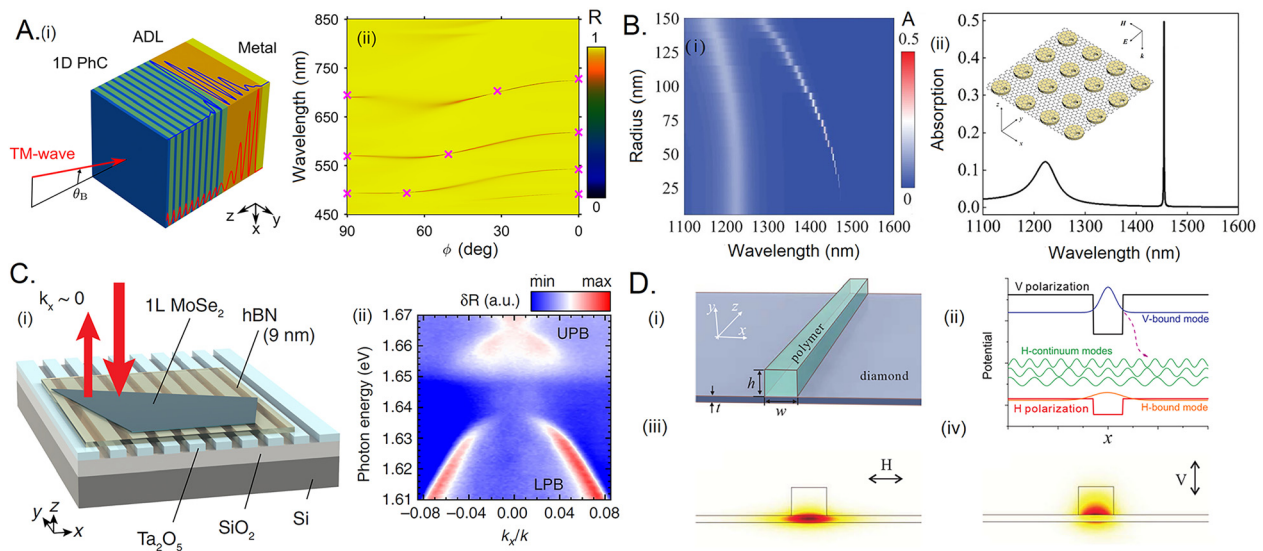 A.
(i)
ADL
Metal
1D PhC
TM-wave
θB
z
x
y
(ii)
R
1
0
850
750
650
550
450
Wavelength (nm)
90
60
30
0
ϕ (deg)
B.
(i)
A
0.5
0
150
125
100
75
50
25
Radius (nm)
1100 1200 1300 1400 1500
Wavelength (nm)
(ii)
0.5
0.4
0.3
0.2
0.1
0.0
Absorption
H
E
k
z
y
x
1100 1200 1300 1400 1500 1600
Wavelength (nm)
C.
(i)
kx ~ 0
1L MoSe2
hBN
(9 nm)
y
z
x
Ta2O5
SiO2
Si
(ii)
min
max
δR (a.u.)
1.67
1.66
1.65
1.64
1.63
1.62
1.61
Photon energy (eV)
UPB
LPB
−0.08 −0.04 0.00 0.04 0.08
kx/k
D.
(i)
y
z
x
polymer
diamond
h
t
w
(ii)
V polarization
V-bound mode
H-continuum modes
H polarization
H-bound mode
Potential
x
(iii)
H
(iv)
V